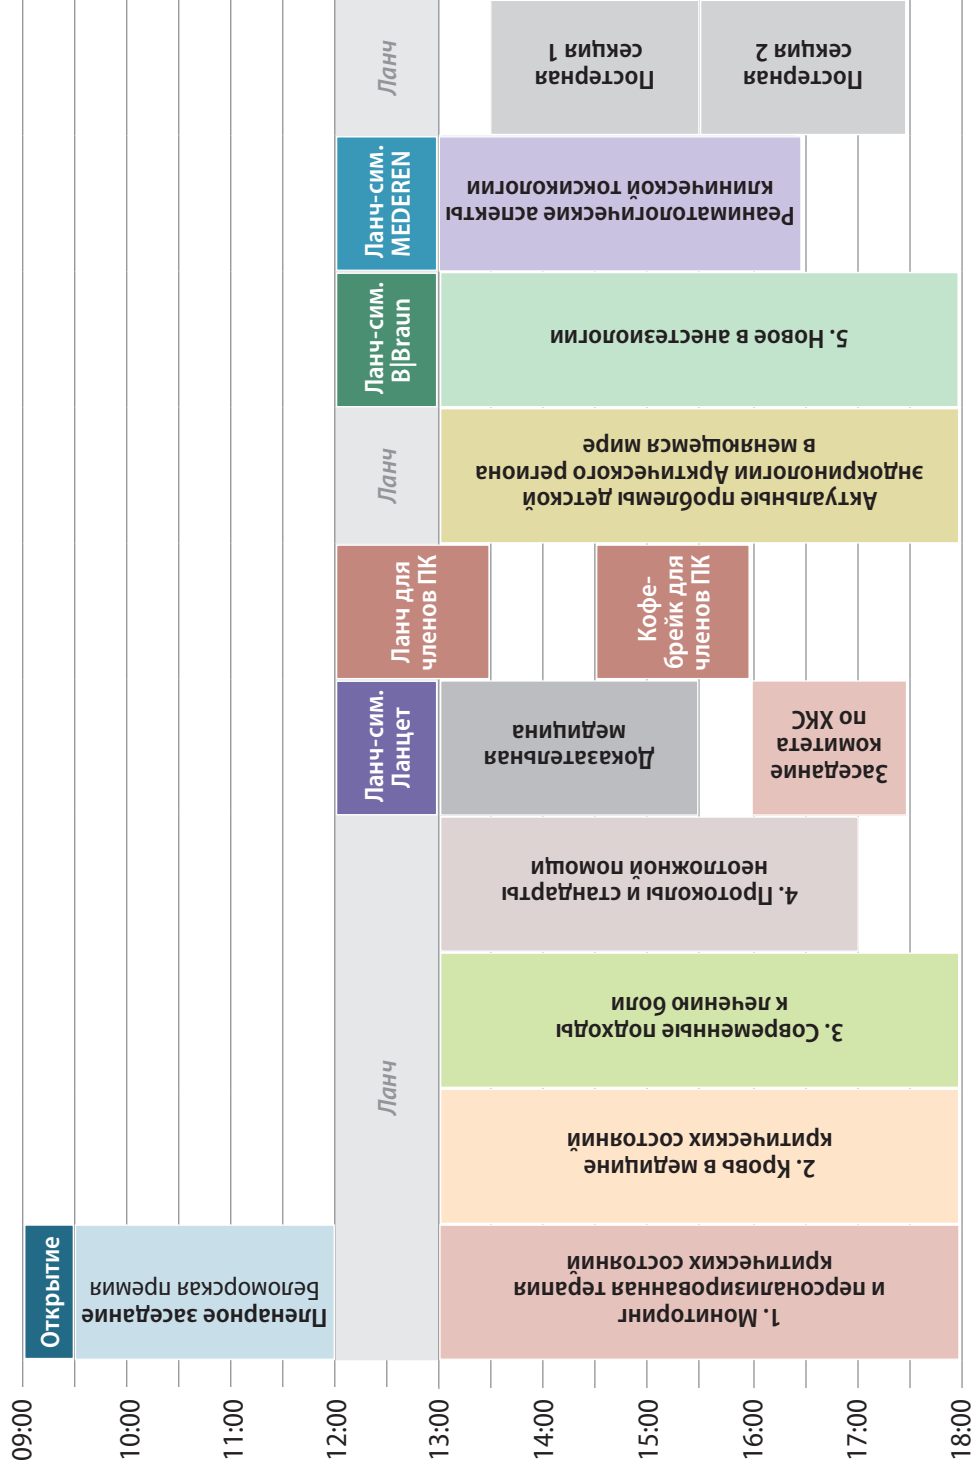 09:00
10:00
11:00
12:00
13:00
14:00
15:00
16:00
17:00
18:00
Открытие
Пленарное заседание
Беломорская премия
1. Мониторинг
и персонализированная терапия
критических состояний
2. Кровь в медицине
критических состояний
Ланч
3. Современные подходы
к лечению боли
4. Протоколы и стандарты
неотложной помощи
Ланч-сим.
Ланцет
Доказательная
медицина
Заседание
комитета
по ХКС
Ланч для
членов ПК
Кофе-
брейк для
членов ПК
Ланч
Актуальные проблемы детской
эндокринологии Арктического региона
в меняющемся мире
Ланч-сим.
B|Braun
5. Новое в анестезиологии
Ланч-сим.
MEDEREN
Реаниматологические аспекты
клинической токсикологии
Ланч
Постерная
секция 1
Постерная
секция 2